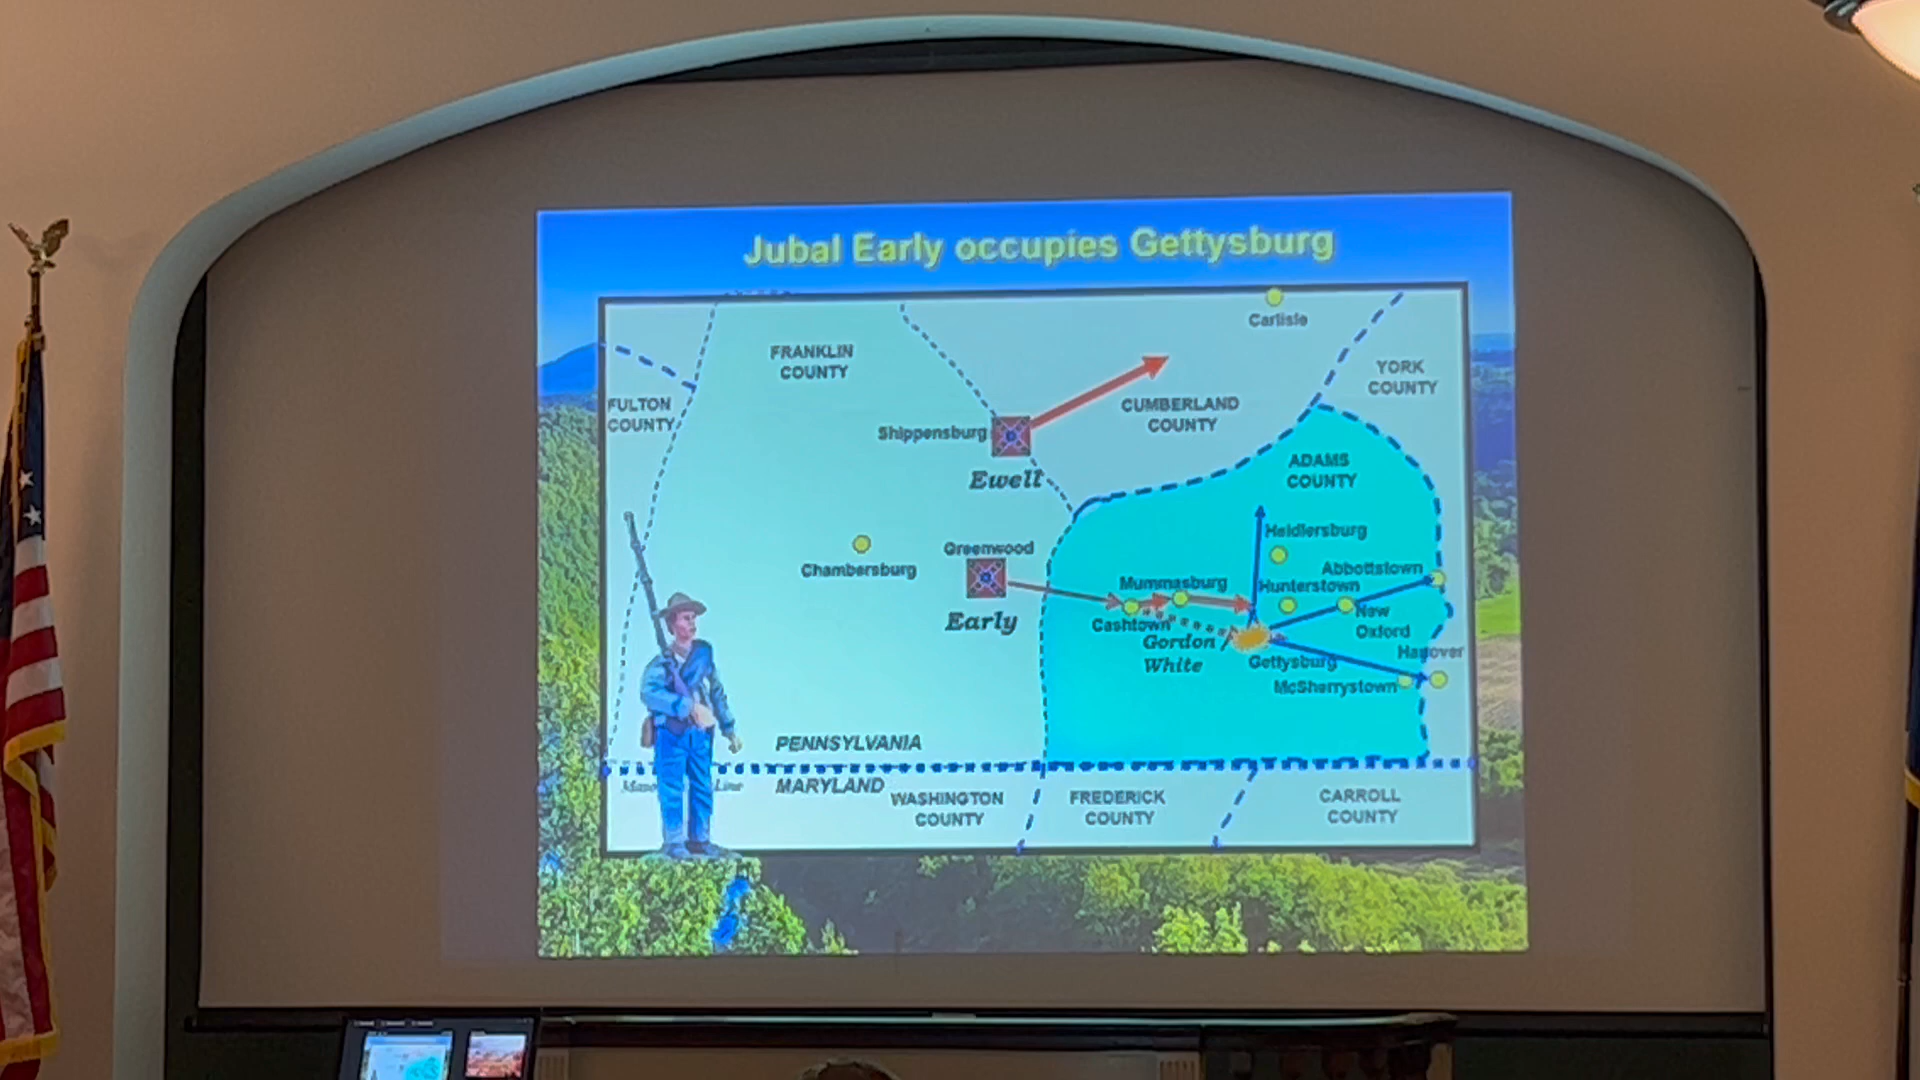 Jubal Early occupies Gettysburg
Carlisle
FRANKLIN
COUNTY
YORK
COUNTY
FULTON
COUNTY
CUMBERLAND
COUNTY
Shippensburg
Ewell
ADAMS
COUNTY
Heidlersburg
Greenwood
Chambersburg
Abbottstown
Mummasburg
Hunterstown
New
Oxford
Early
Cashtown
Gordon /
White
Hanover
Gettysburg
McSherrystown
PENNSYLVANIA
Line
MARYLAND
WASHINGTON
COUNTY
FREDERICK
COUNTY
CARROLL
COUNTY